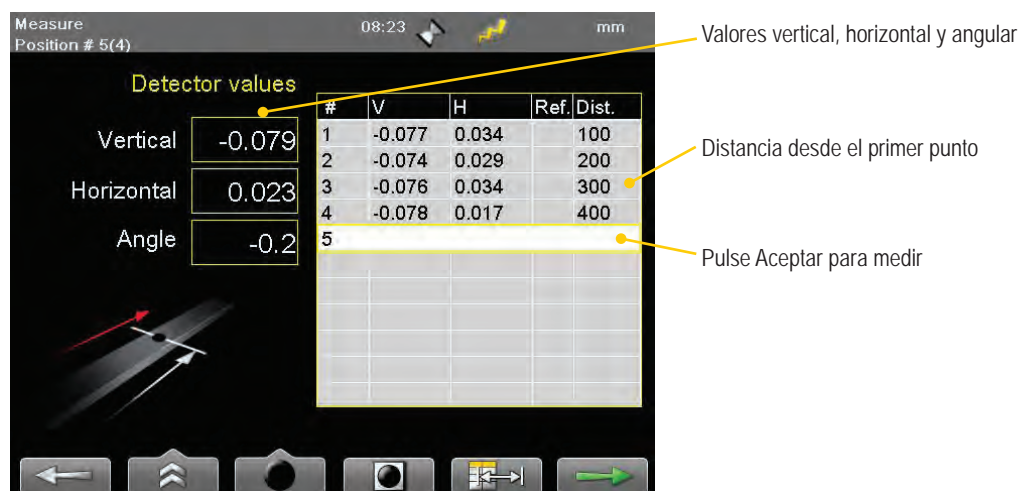 Measure 08:23 mm
Position # 5(4)
Detector values
Vertical -0.079
Horizontal 0.023
Angle -0.2
# V H Ref. Dist.
1 -0.077 0.034 100
2 -0.074 0.029 200
3 -0.076 0.034 300
4 -0.078 0.017 400
5
Valores vertical, horizontal y angular
Distancia desde el primer punto
Pulse Aceptar para medir